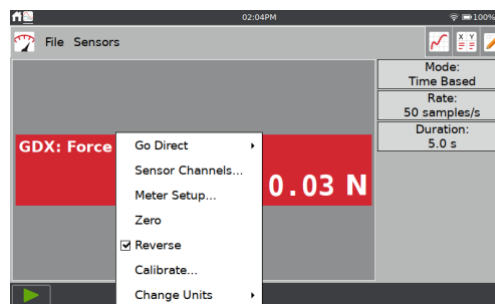 02:04PM
100%
File Sensors
X Y
Mode:
Time Based
Rate:
50 samples/s
Duration:
5.0 s
GDX: Force
0.03 N
Go Direct
Sensor Channels...
Meter Setup...
Zero
Reverse
Calibrate...
Change Units